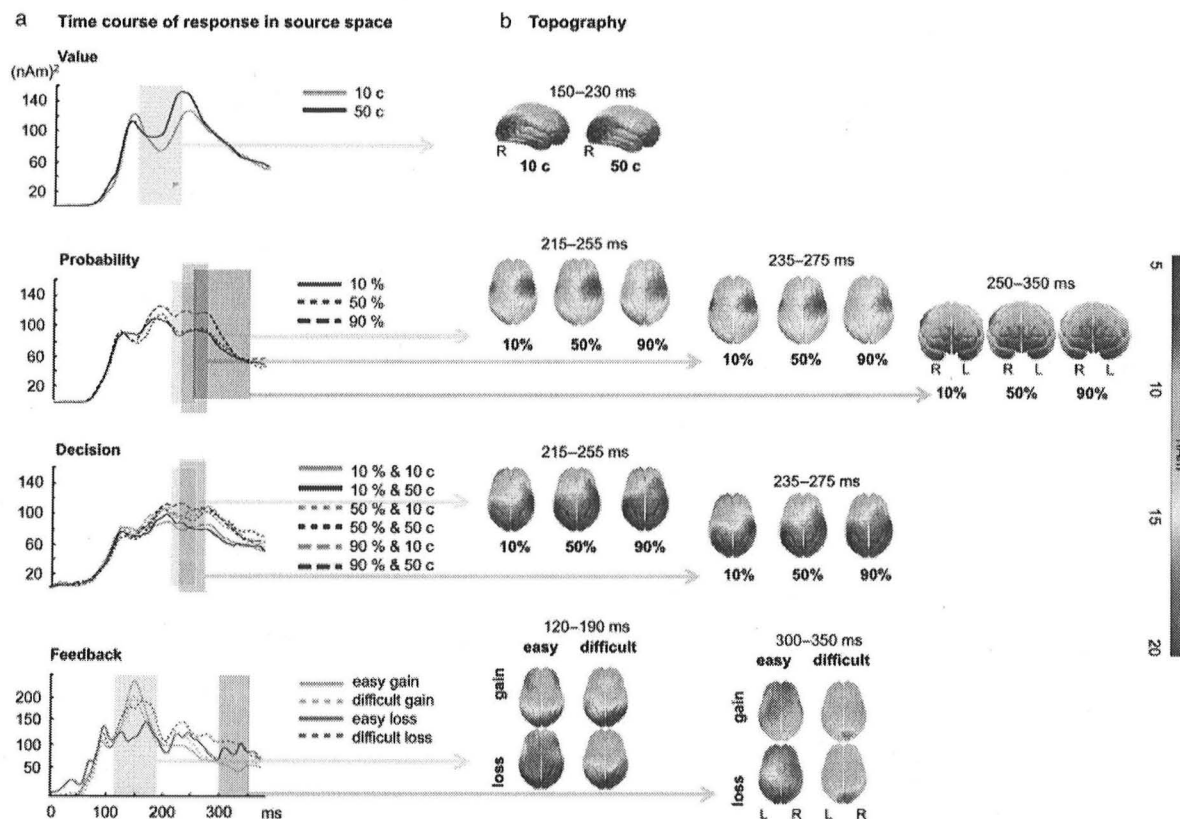 a Time course of response in source space
b Topography
Value
(nAm)²
140
100
60
20
10 c
50 c
150–230 ms
R R
10 c 50 c
Probability
140
100
60
20
10 %
50 %
90 %
215–255 ms
10% 50% 90%
235–275 ms
10% 50% 90%
250–350 ms
R L R L R L
10% 50% 90%
5
10
15
20
Decision
140
100
60
20
10 % & 10 c
10 % & 50 c
50 % & 10 c
50 % & 50 c
90 % & 10 c
90 % & 50 c
215–255 ms
10% 50% 90%
235–275 ms
10% 50% 90%
Feedback
200
150
100
50
0 100 200 300 ms
easy gain
difficult gain
easy loss
difficult loss
120–190 ms
easy difficult
gain
loss
300–350 ms
easy difficult
gain
loss
L R L R